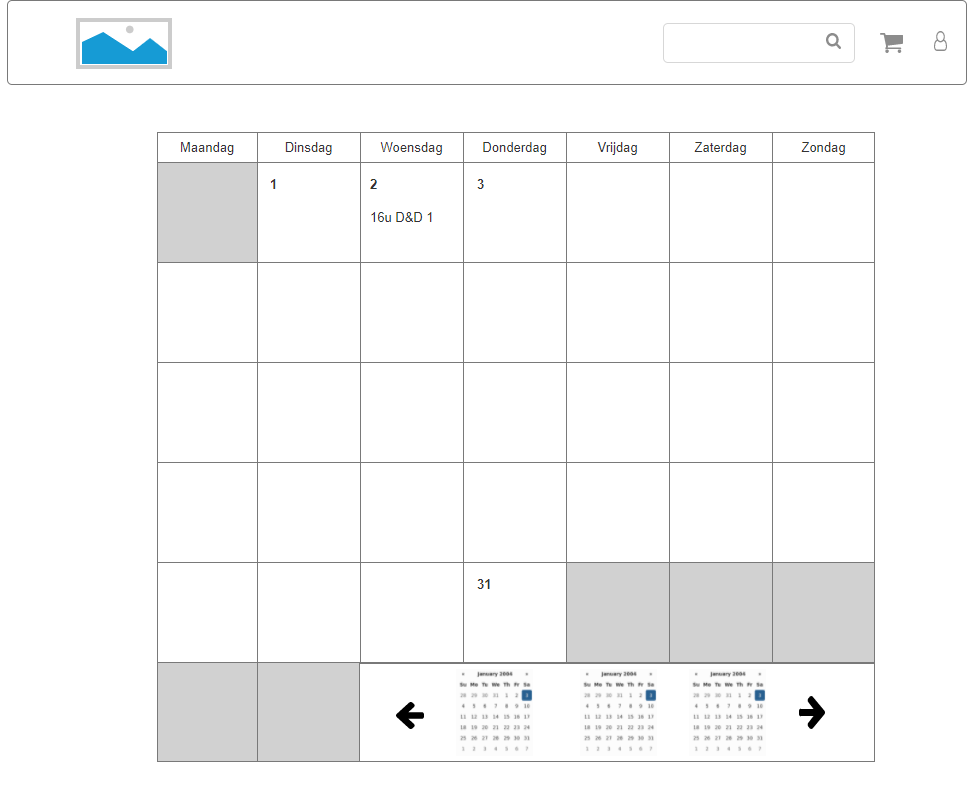 Maandag Dinsdag Woensdag Donderdag Vrijdag Zaterdag Zondag
1 2 3
16u D&D 1
31
« January 2004 » « January 2004 » « January 2004 »
Su Mo Tu We Th Fr Sa Su Mo Tu We Th Fr Sa Su Mo Tu We Th Fr Sa
28 29 30 31 1 2 3 28 29 30 31 1 2 3 28 29 30 31 1 2 3
4 5 6 7 8 9 10 4 5 6 7 8 9 10 4 5 6 7 8 9 10
11 12 13 14 15 16 17 11 12 13 14 15 16 17 11 12 13 14 15 16 17
18 19 20 21 22 23 24 18 19 20 21 22 23 24 18 19 20 21 22 23 24
25 26 27 28 29 30 31 25 26 27 28 29 30 31 25 26 27 28 29 30 31
1 2 3 4 5 6 7 1 2 3 4 5 6 7 1 2 3 4 5 6 7